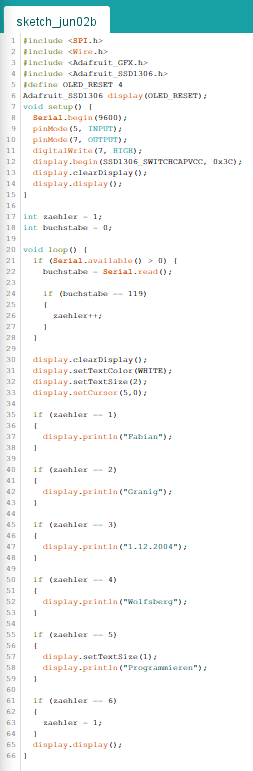 sketch_jun02b
1 #include <SPI.h>
2 #include <Wire.h>
3 #include <Adafruit_GFX.h>
4 #include <Adafruit_SSD1306.h>
5 #define OLED_RESET 4
6 Adafruit_SSD1306 display(OLED_RESET);
7 void setup() {
8 Serial.begin(9600);
9 pinMode(5, INPUT);
10 pinMode(7, OUTPUT);
11 digitalWrite(7, HIGH);
12 display.begin(SSD1306_SWITCHCAPVCC, 0x3C);
13 display.clearDisplay();
14 display.display();
15 }
16
17 int zaehler = 1;
18 int buchstabe = 0;
19
20 void loop() {
21 if (Serial.available() > 0) {
22 buchstabe = Serial.read();
23
24 if (buchstabe == 119)
25 {
26 zaehler++;
27 }
28 }
29
30 display.clearDisplay();
31 display.setTextColor(WHITE);
32 display.setTextSize(2);
33 display.setCursor(5,0);
34
35 if (zaehler == 1)
36 {
37 display.println("Fabian");
38 }
39
40 if (zaehler == 2)
41 {
42 display.println("Granig");
43 }
44
45 if (zaehler == 3)
46 {
47 display.println("1.12.2004");
48 }
49
50 if (zaehler == 4)
51 {
52 display.println("Wolfsberg");
53 }
54
55 if (zaehler == 5)
56 {
57 display.setTextSize(1);
58 display.println("Programmieren");
59 }
60
61 if (zaehler == 6)
62 {
63 zaehler = 1;
64 }
65 display.display();
66 }